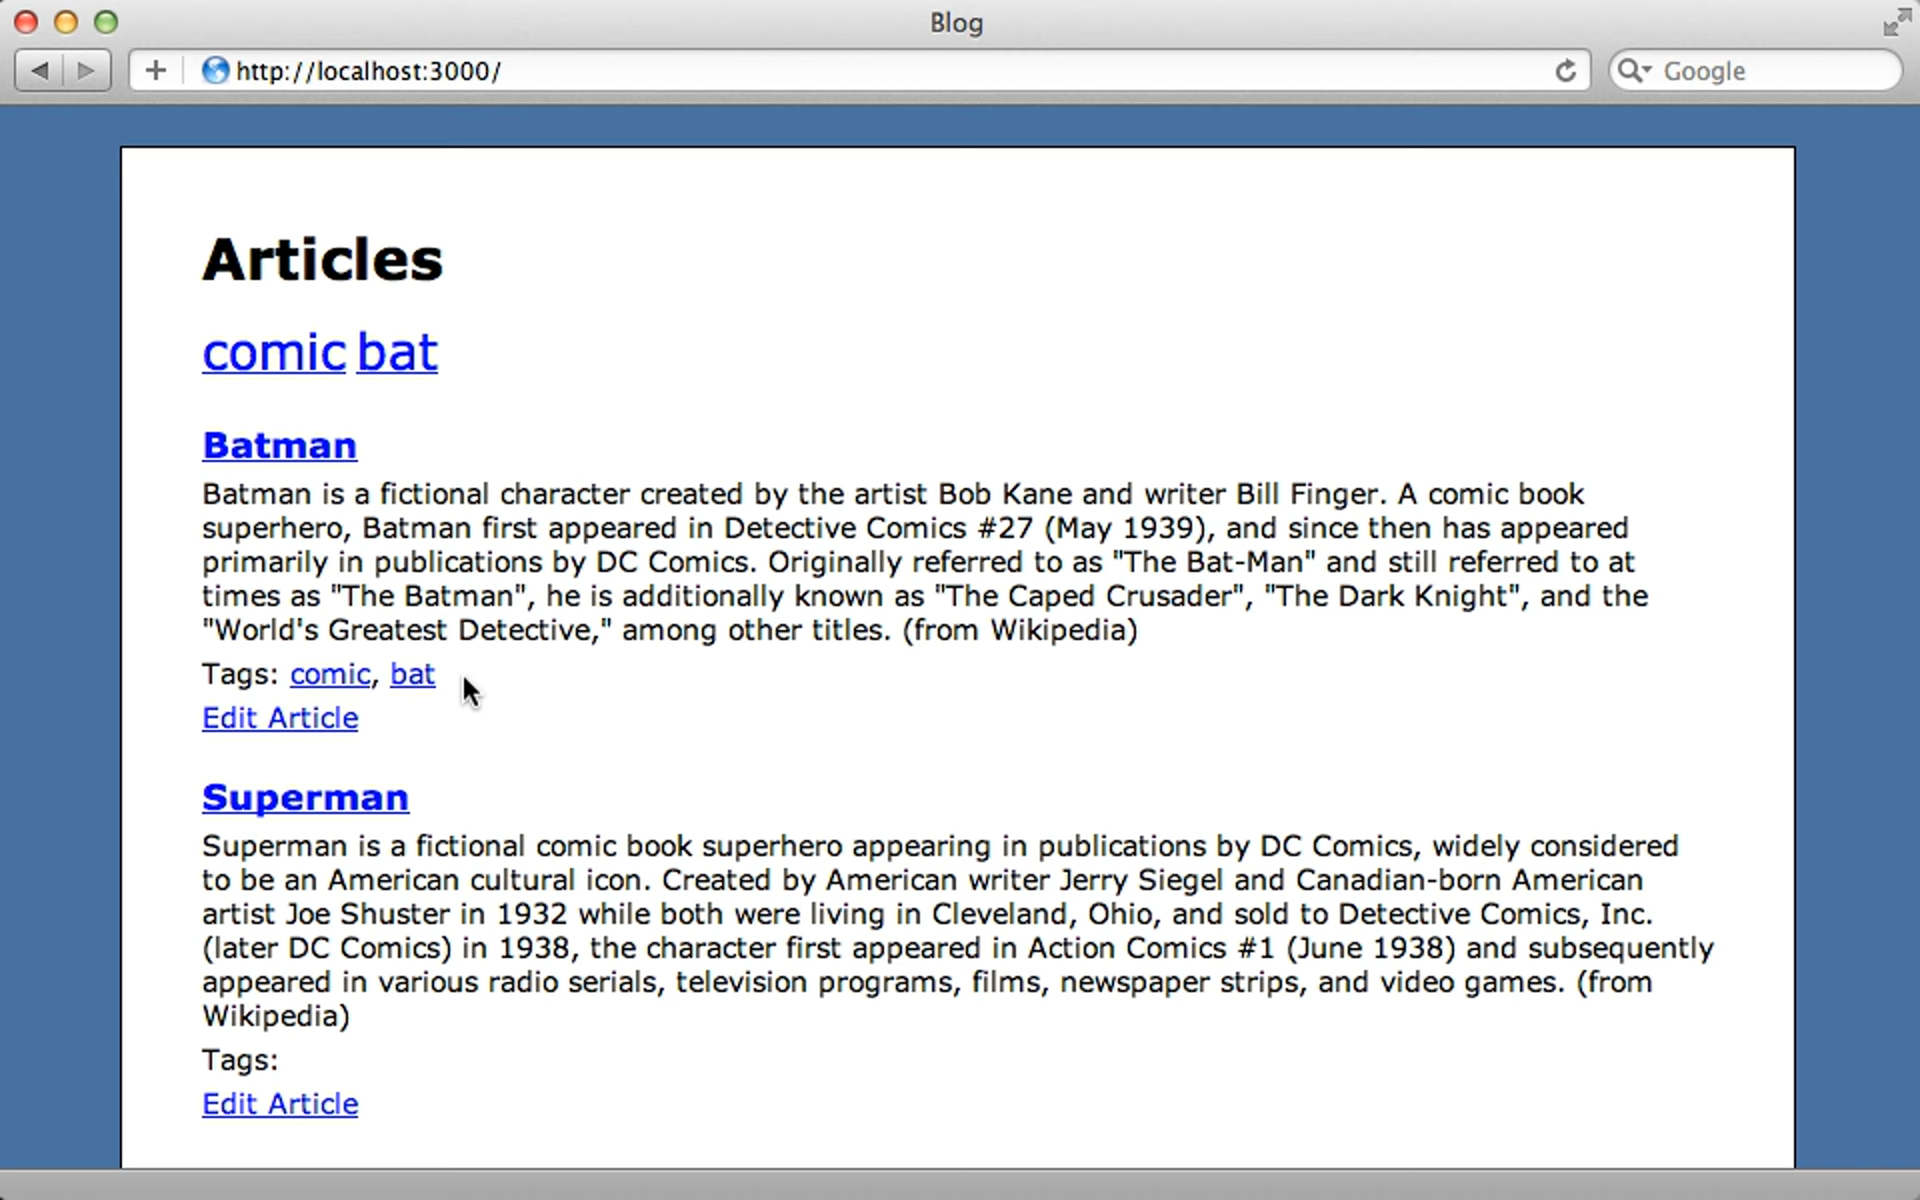 Blog
http://localhost:3000/
Google
Articles
comic bat
Batman
Batman is a fictional character created by the artist Bob Kane and writer Bill Finger. A comic book
superhero, Batman first appeared in Detective Comics #27 (May 1939), and since then has appeared
primarily in publications by DC Comics. Originally referred to as "The Bat-Man" and still referred to at
times as "The Batman", he is additionally known as "The Caped Crusader", "The Dark Knight", and the
"World's Greatest Detective," among other titles. (from Wikipedia)
Tags: comic, bat
Edit Article
Superman
Superman is a fictional comic book superhero appearing in publications by DC Comics, widely considered
to be an American cultural icon. Created by American writer Jerry Siegel and Canadian-born American
artist Joe Shuster in 1932 while both were living in Cleveland, Ohio, and sold to Detective Comics, Inc.
(later DC Comics) in 1938, the character first appeared in Action Comics #1 (June 1938) and subsequently
appeared in various radio serials, television programs, films, newspaper strips, and video games. (from
Wikipedia)
Tags:
Edit Article